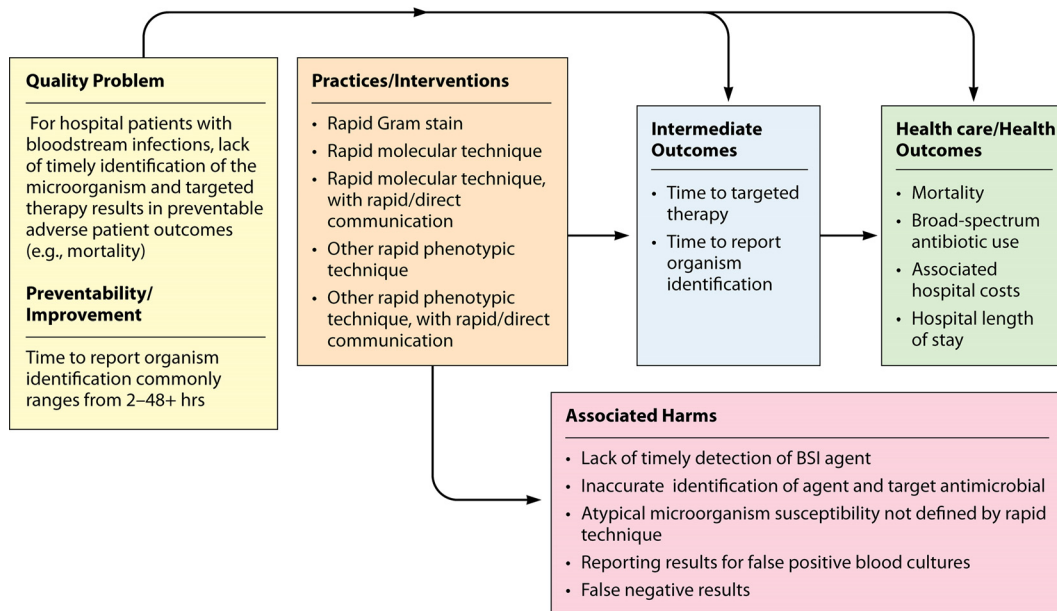 Quality Problem
For hospital patients with
bloodstream infections, lack
of timely identification of the
microorganism and targeted
therapy results in preventable
adverse patient outcomes
(e.g., mortality)
Preventability/
Improvement
Time to report organism
identification commonly
ranges from 2–48+ hrs
Practices/Interventions
• Rapid Gram stain
• Rapid molecular technique
• Rapid molecular technique,
with rapid/direct
communication
• Other rapid phenotypic
technique
• Other rapid phenotypic
technique, with rapid/direct
communication
Intermediate
Outcomes
• Time to targeted
therapy
• Time to report
organism
identification
Health care/Health
Outcomes
• Mortality
• Broad-spectrum
antibiotic use
• Associated
hospital costs
• Hospital length
of stay
Associated Harms
• Lack of timely detection of BSI agent
• Inaccurate identification of agent and target antimicrobial
• Atypical microorganism susceptibility not defined by rapid
technique
• Reporting results for false positive blood cultures
• False negative results